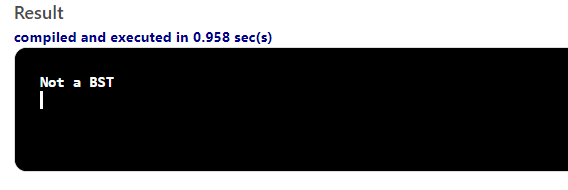 Result
compiled and executed in 0.958 sec(s)
Not a BST